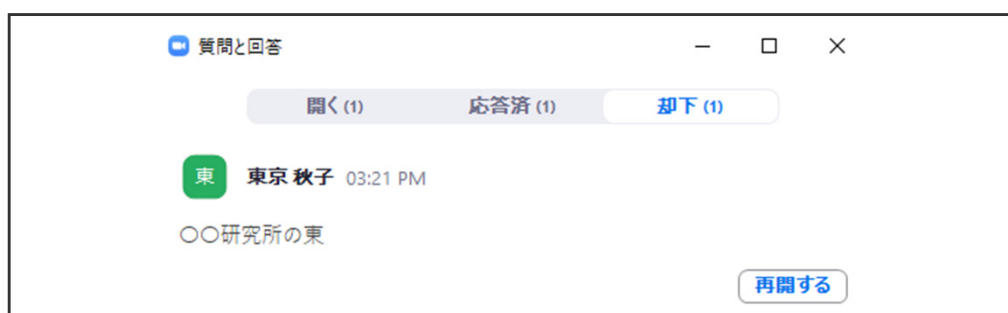 質問と回答
開く (1) 応答済 (1) 却下 (1)
東 東京 秋子 03:21 PM
〇〇研究所の東
再開する